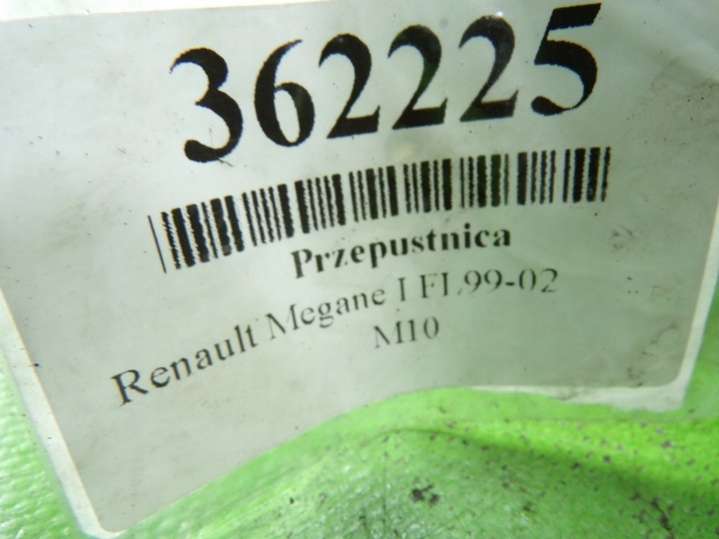 362225
Przepustnica
Renault Megane I FL99-02
M10